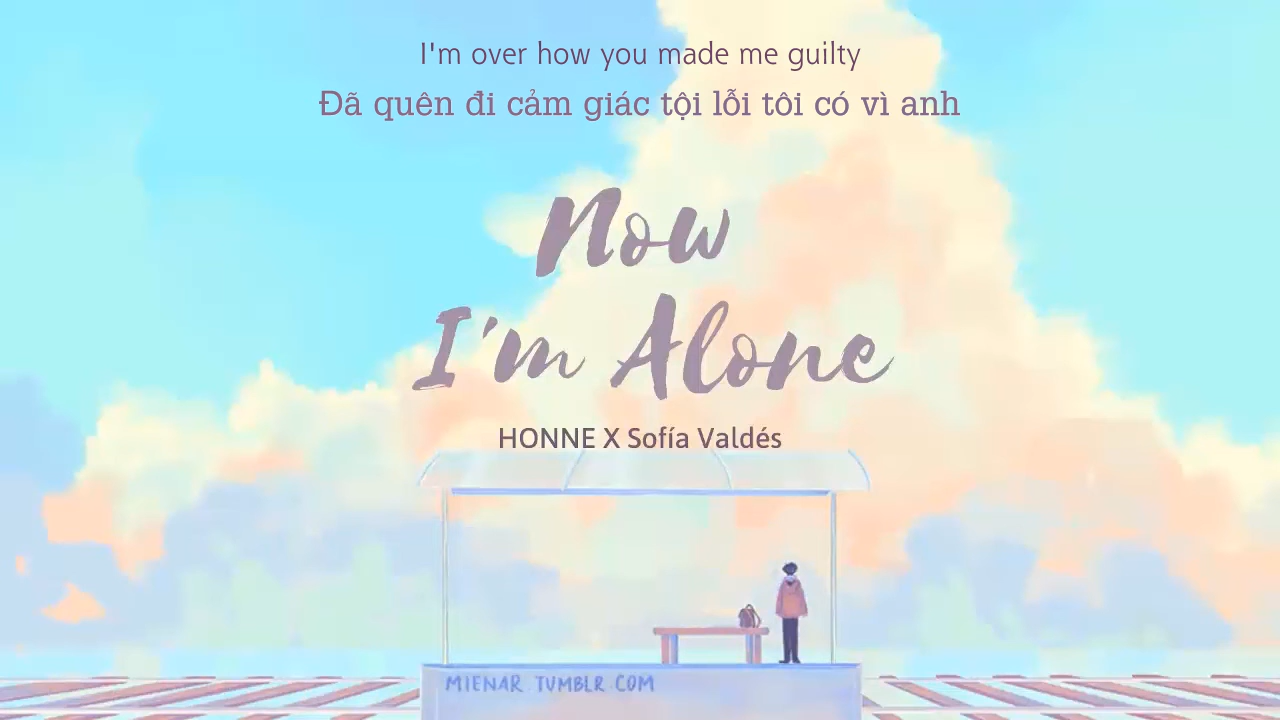 I'm over how you made me guilty
Đã quên đi cảm giác tội lỗi tôi có vì anh
Now
I'm Alone
HONNE X Sofía Valdés
MIENAR TUMBLR COM